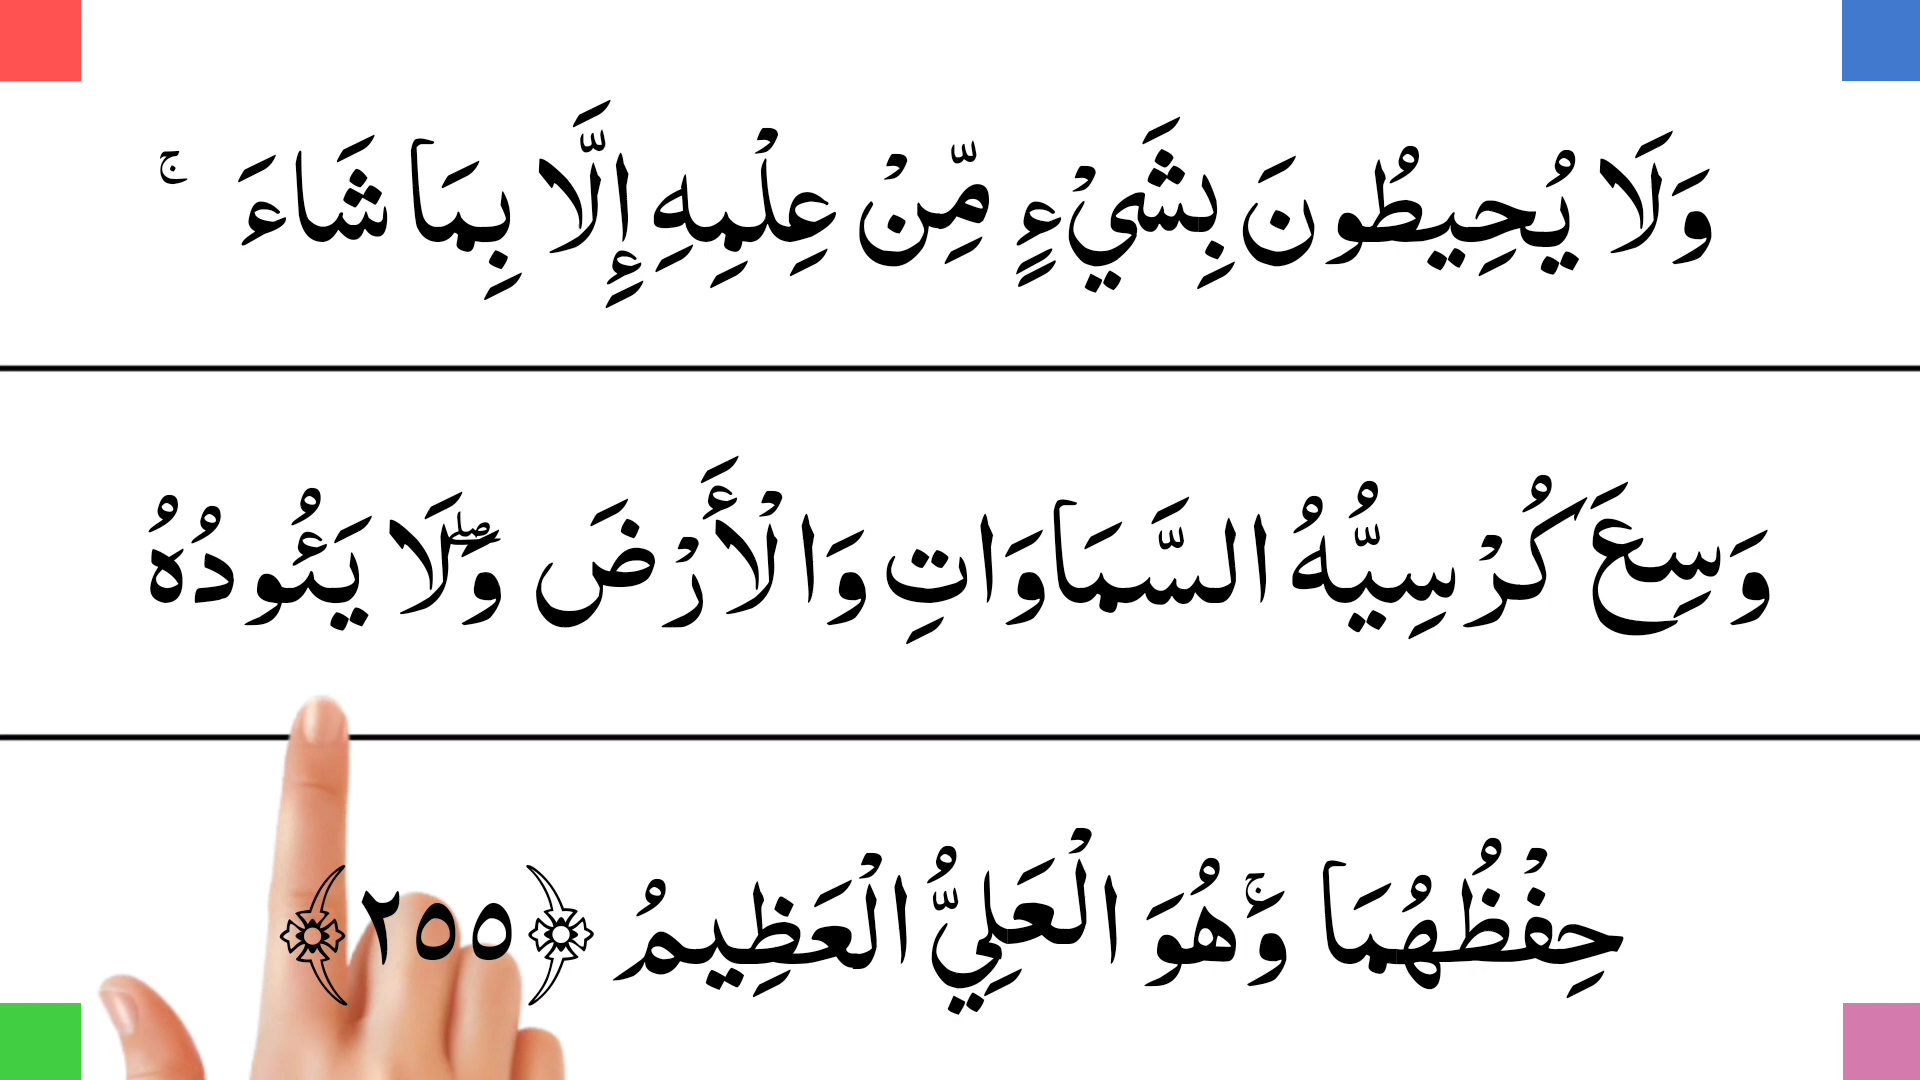 وَلَا يُحِيطُونَ بِشَيْءٍ مِّنْ عِلْمِهِ إِلَّا بِمَا شَاءَ ۚ
وَسِعَ كُرْسِيُّهُ السَّمَاوَاتِ وَالْأَرْضَ ۖ وَلَا يَئُودُهُ
حِفْظُهُمَا ۚ وَهُوَ الْعَلِيُّ الْعَظِيمُ ﴿٢٥٥﴾